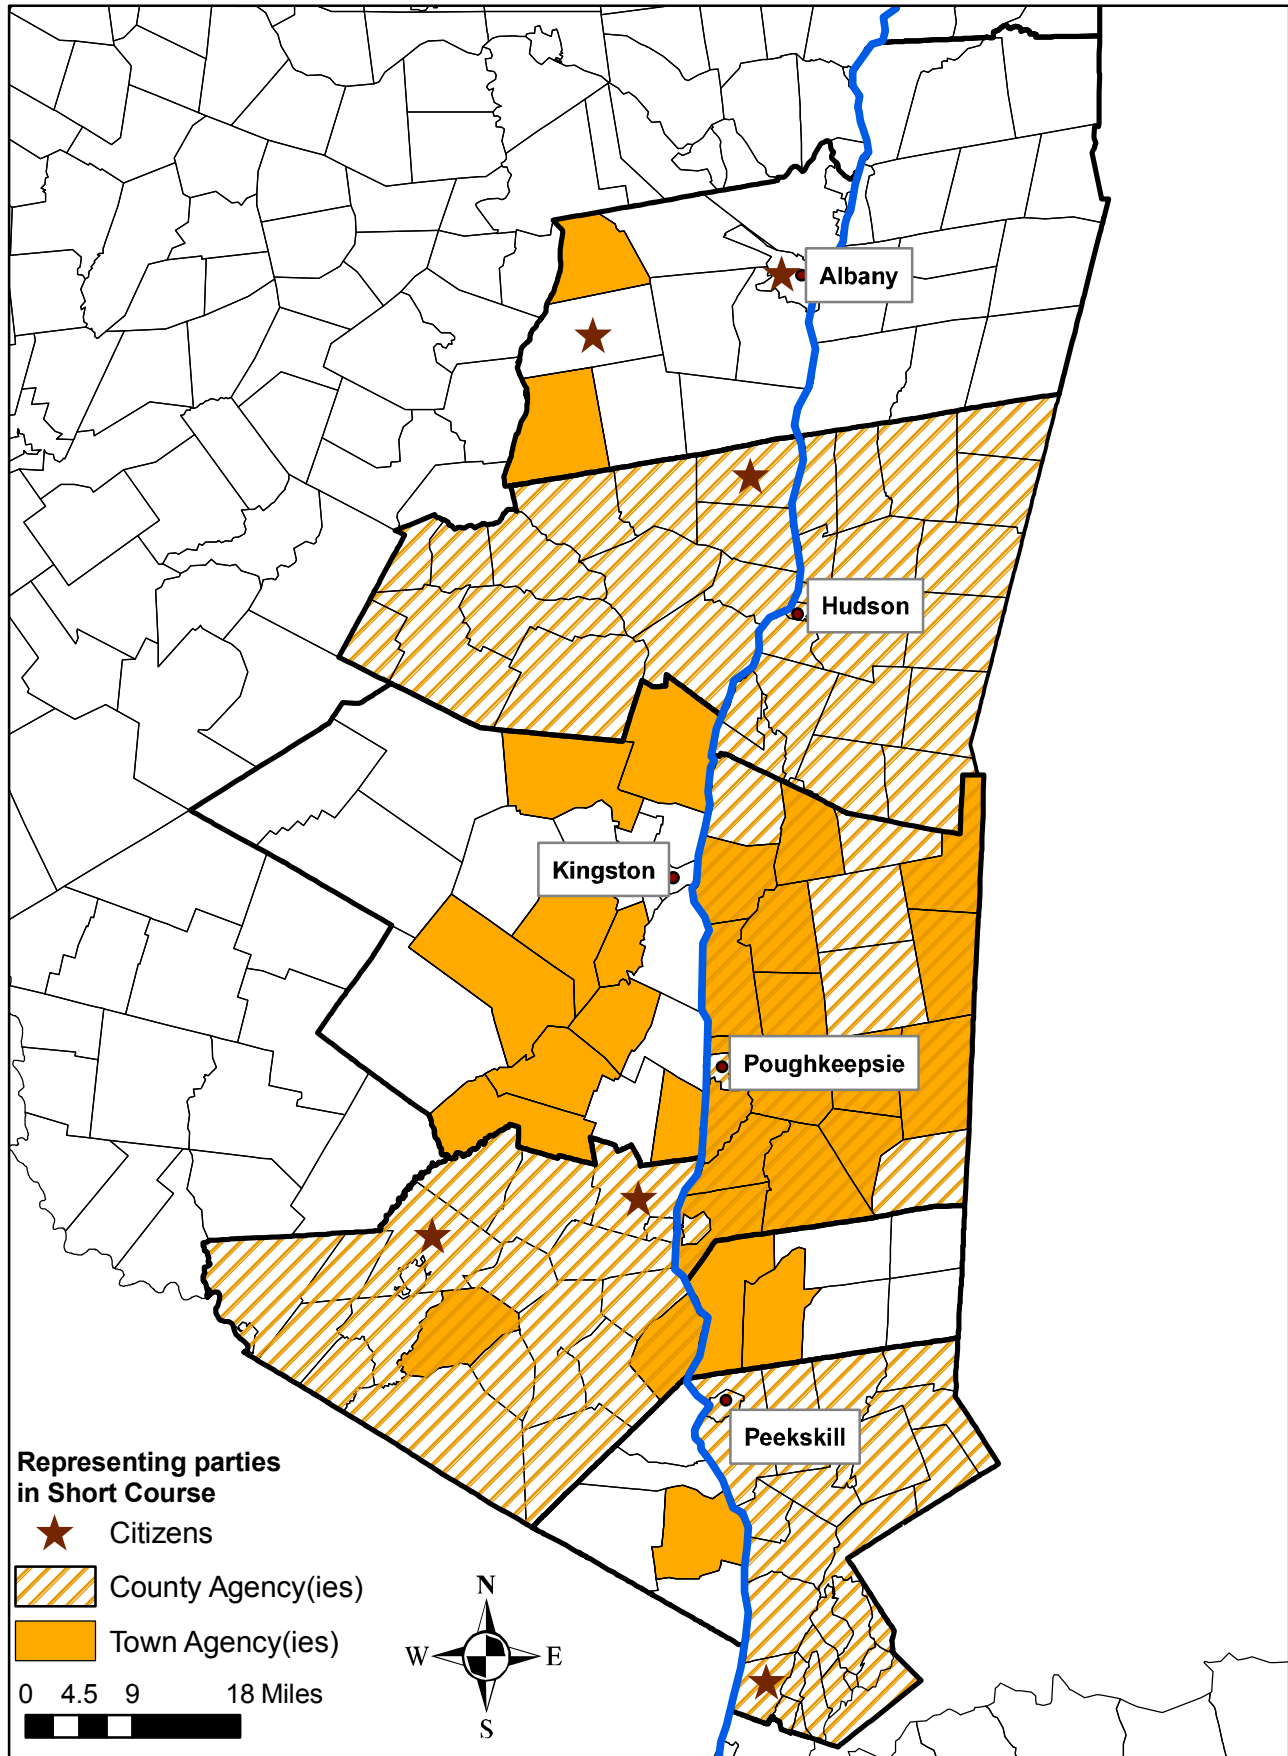 Albany
Hudson
Kingston
Poughkeepsie
Peekskill
Representing parties
in Short Course
Citizens
County Agency(ies)
Town Agency(ies)
0 4.5 9 18 Miles
N
W E
S